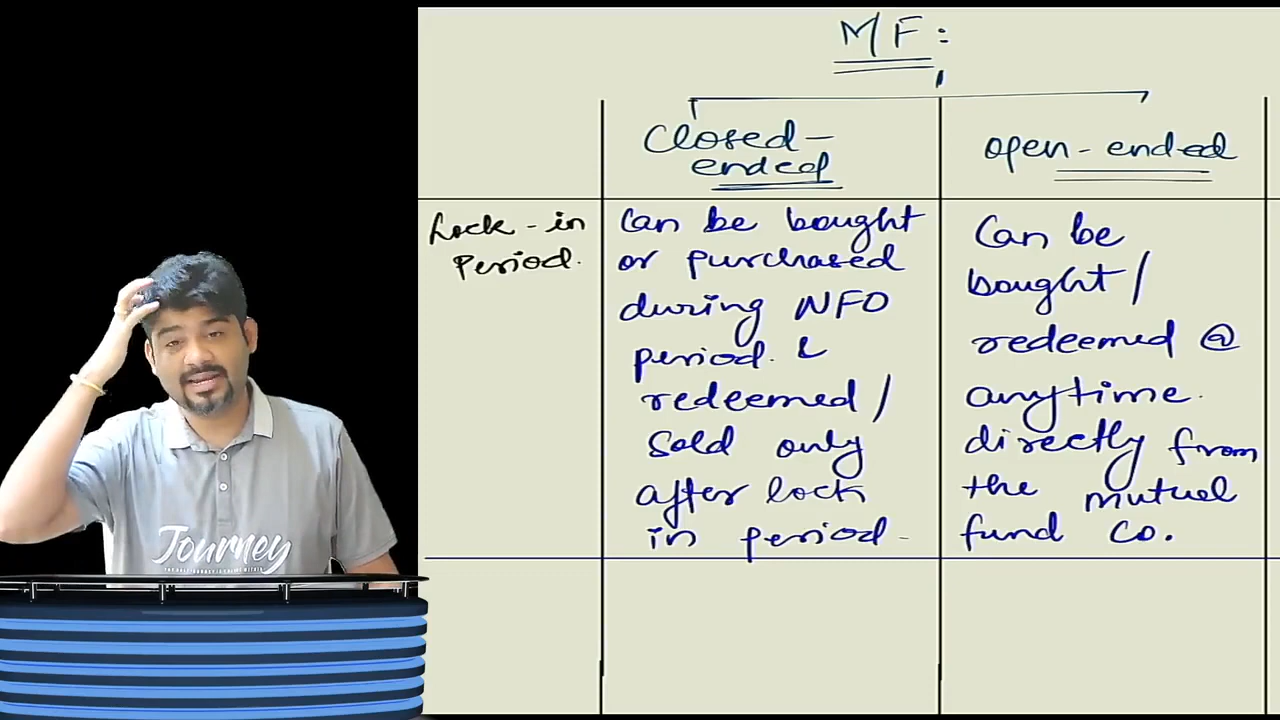 MF:
Closed-
ended
open-ended
Lock-in
Period.
Can be bought
or purchased
during NFO
period. &
redeemed/
Sold only
after lock
in period.
Can be
bought/
redeemed @
anytime.
directly from
the mutual
fund Co.
Journey